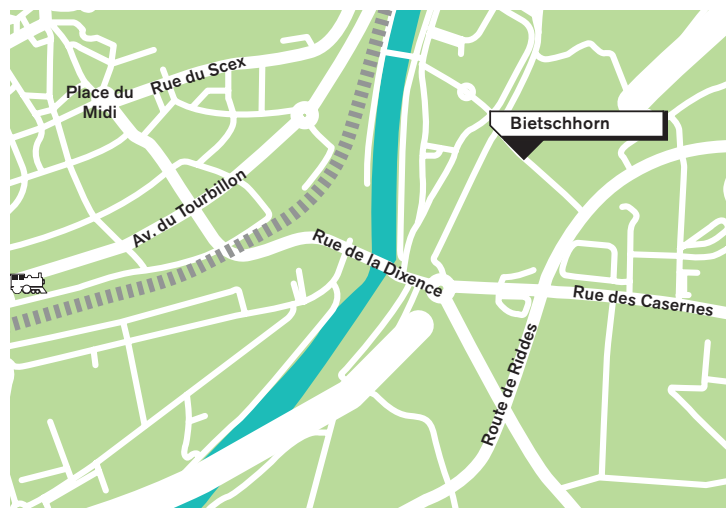 Rue du Scex
Place du
Midi
Bietschhorn
Av. du Tourbillon
Rue de la Dixence
Rue des Casernes
Route de Riddes